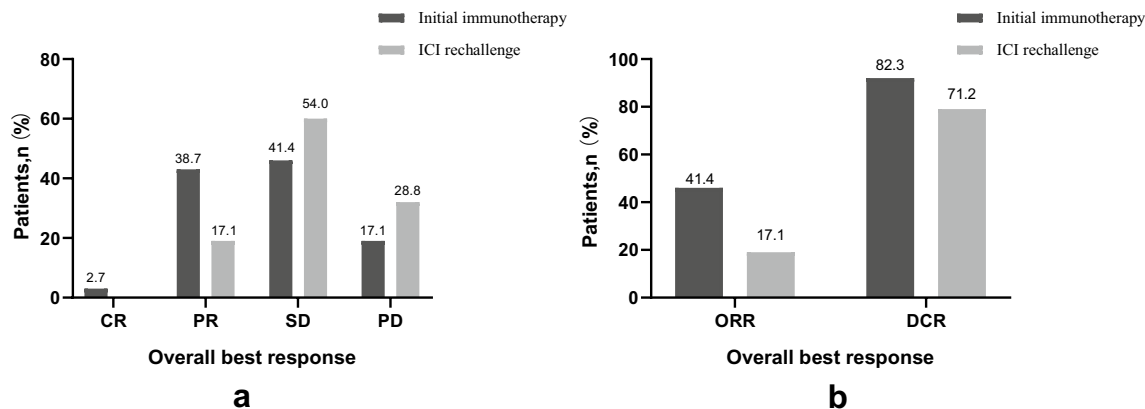 Initial immunotherapy
ICI rechallenge
Patients,n (%)
80
60
40
20
0
2.7
38.7
17.1
41.4
54.0
17.1
28.8
CR PR SD PD
Overall best response
a
Initial immunotherapy
ICI rechallenge
Patients,n (%)
100
80
60
40
20
0
41.4
17.1
82.3
71.2
ORR DCR
Overall best response
b